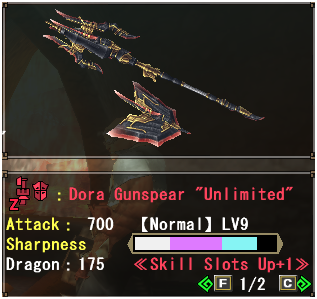 Z : Dora Gunspear "Unlimited"
Attack: 700 【Normal】LV9
Sharpness
Dragon:175 ≪Skill Slots Up+1≫
F 1/2 C